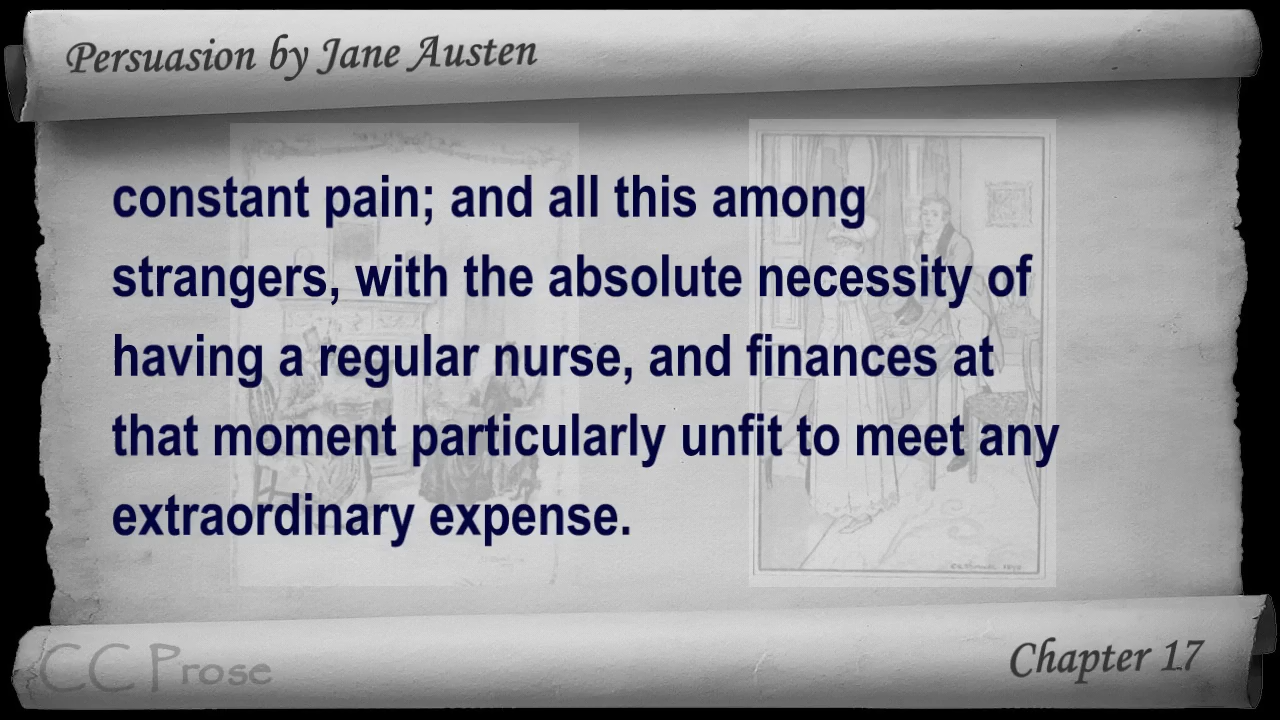 Persuasion by Jane Austen
constant pain; and all this among
strangers, with the absolute necessity of
having a regular nurse, and finances at
that moment particularly unfit to meet any
extraordinary expense.
CC Prose
Chapter 17